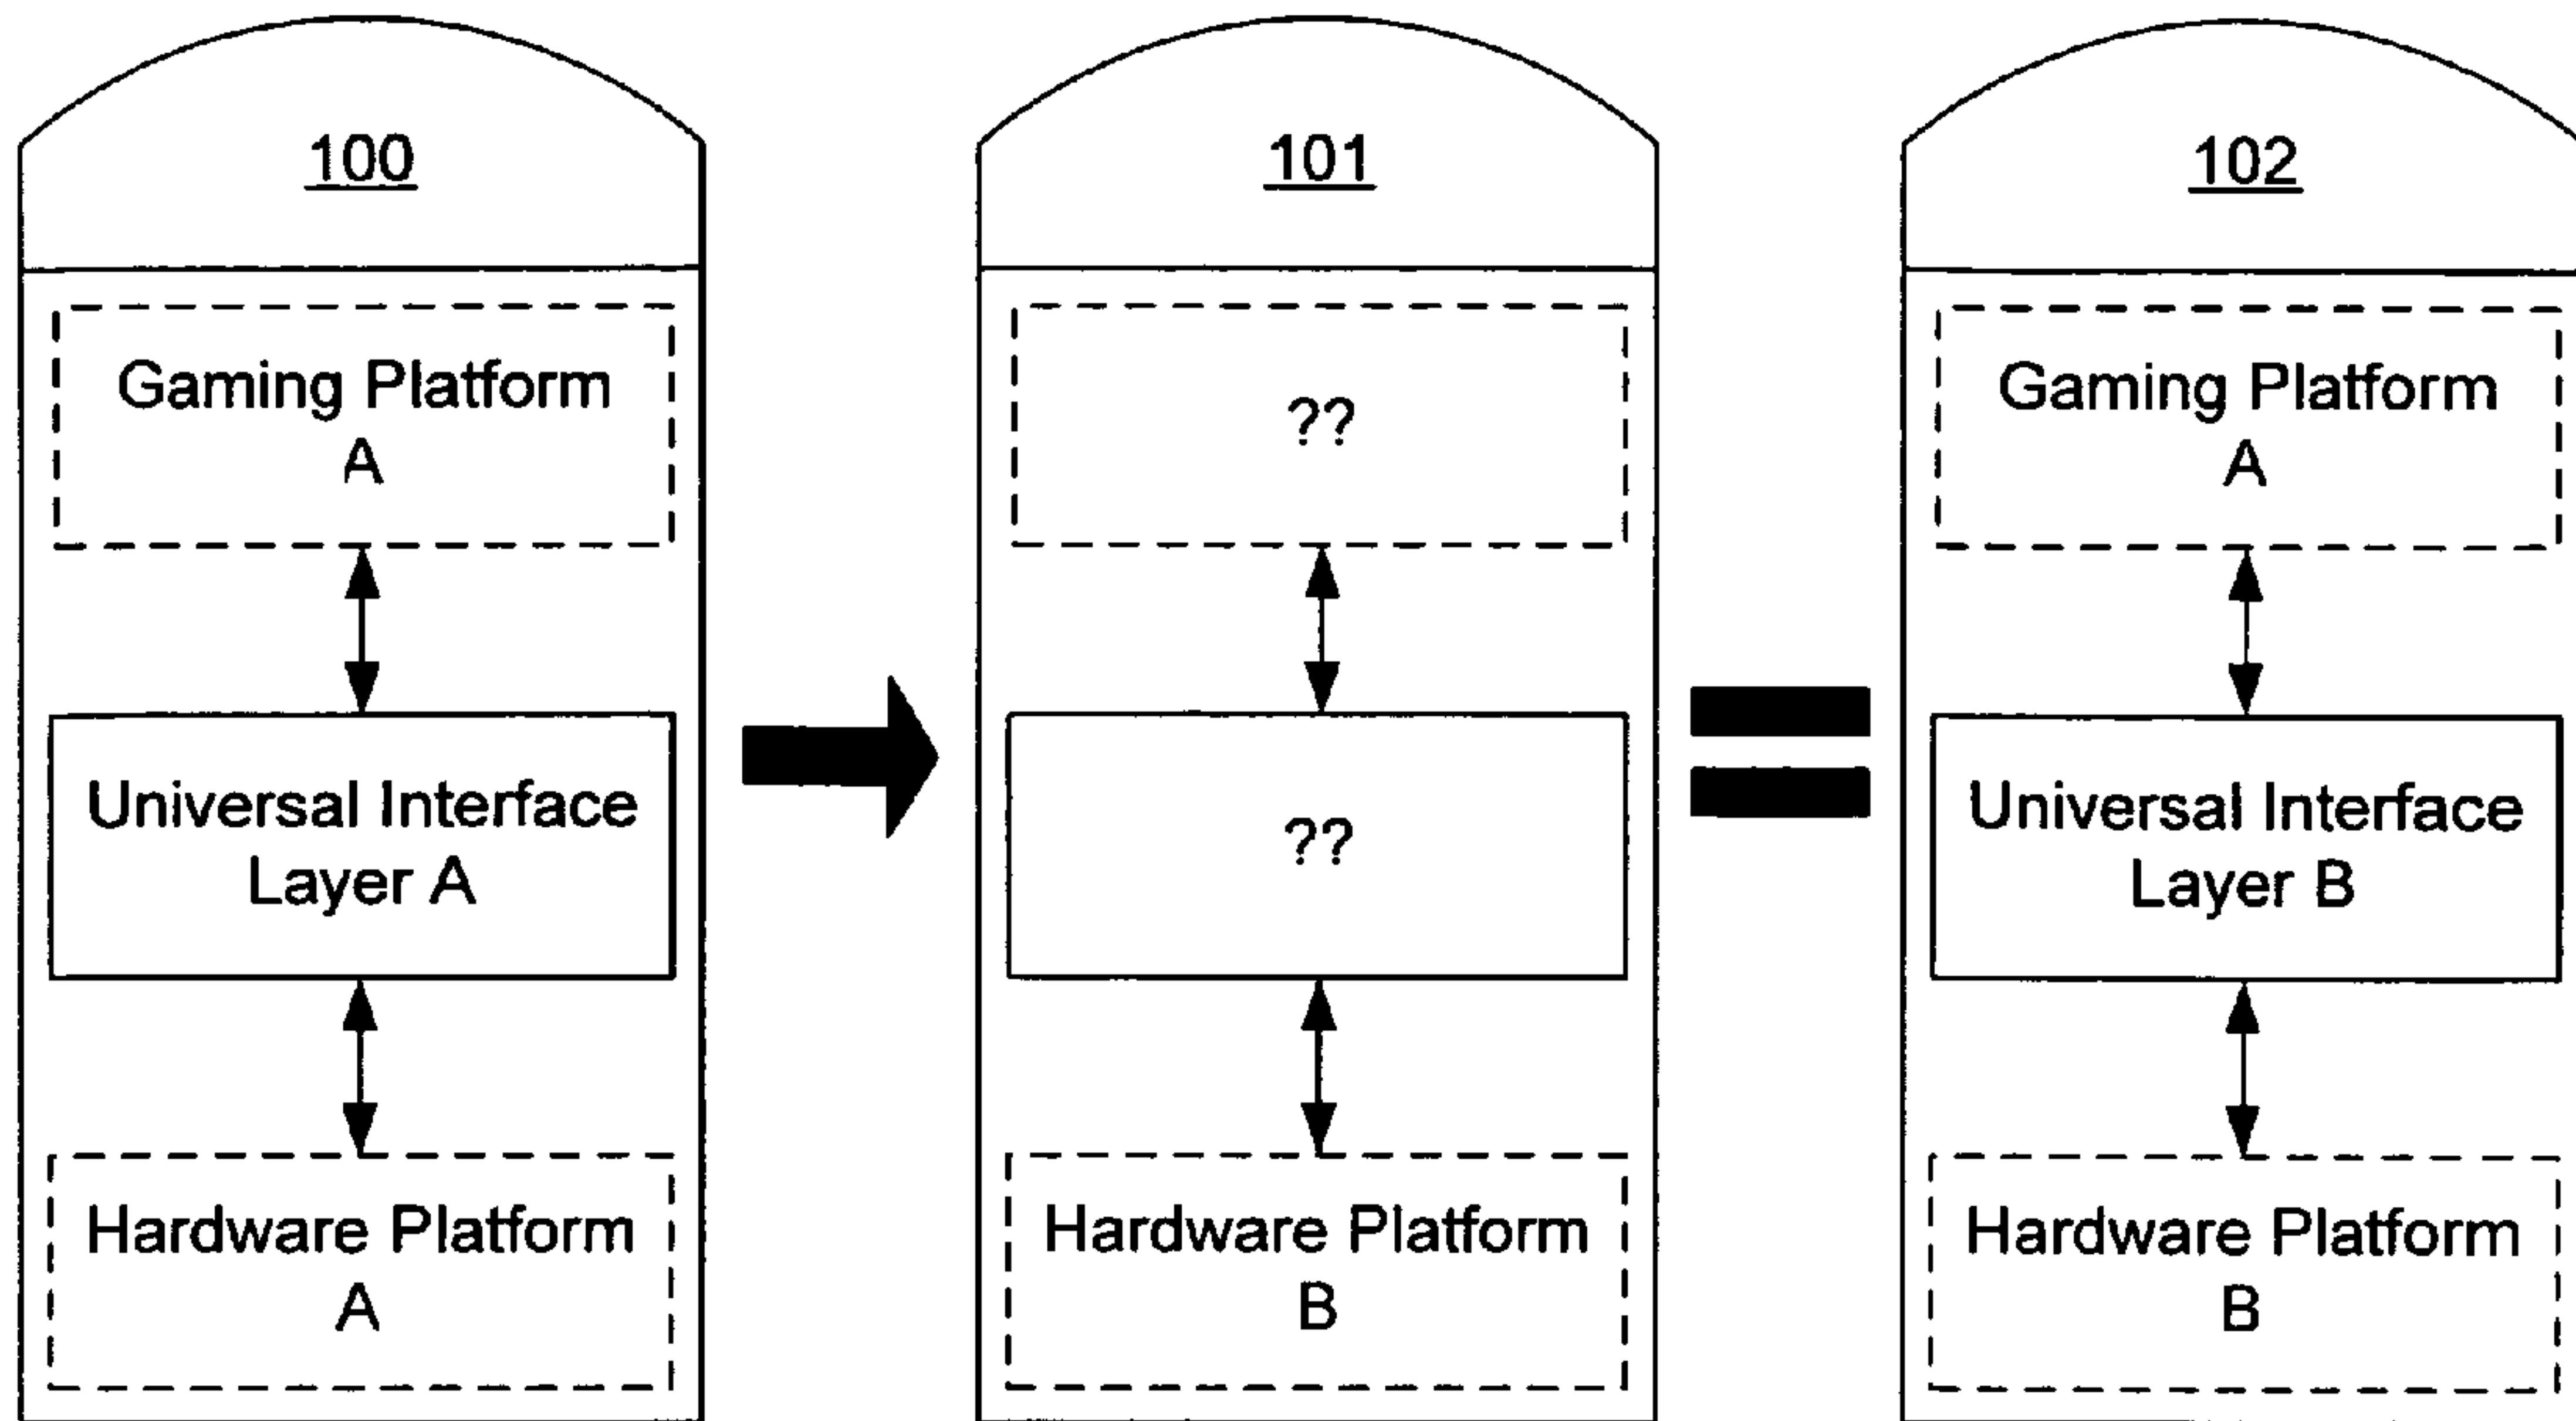 100
Gaming Platform
A
Universal Interface
Layer A
Hardware Platform
A
101
??
??
Hardware Platform
B
102
Gaming Platform
A
Universal Interface
Layer B
Hardware Platform
B